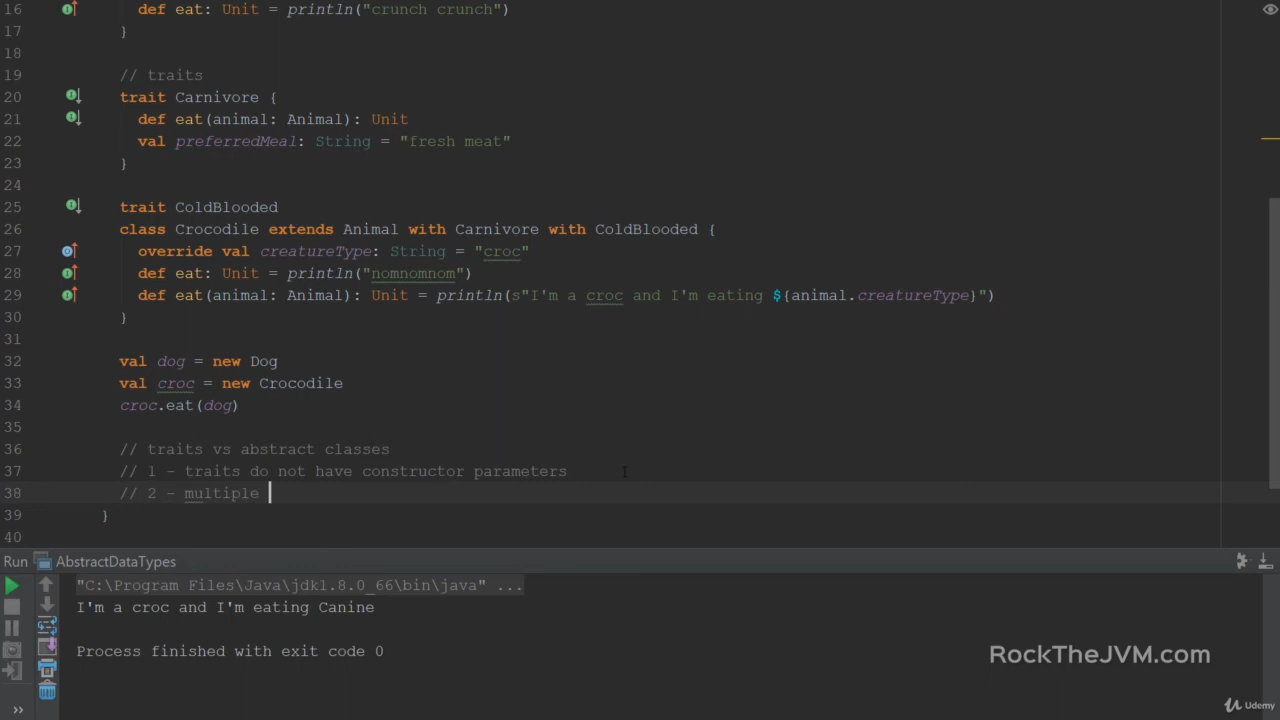 16 def eat: Unit = println("crunch crunch")
17 }
18
19 // traits
20 trait Carnivore {
21 def eat(animal: Animal): Unit
22 val preferredMeal: String = "fresh meat"
23 }
24
25 trait ColdBlooded
26 class Crocodile extends Animal with Carnivore with ColdBlooded {
27 override val creatureType: String = "croc"
28 def eat: Unit = println("nomnomnom")
29 def eat(animal: Animal): Unit = println(s"I'm a croc and I'm eating ${animal.creatureType}")
30 }
31
32 val dog = new Dog
33 val croc = new Crocodile
34 croc.eat(dog)
35
36 // traits vs abstract classes
37 // 1 - traits do not have constructor parameters
38 // 2 - multiple
39 }
40
Run AbstractDataTypes
"C:\Program Files\Java\jdk1.8.0_66\bin\java" ...
I'm a croc and I'm eating Canine
Process finished with exit code 0
RockTheJVM.com
Udemy